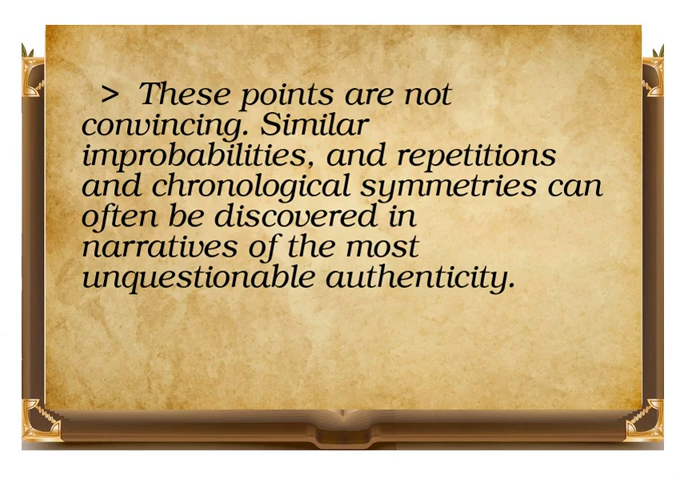 > These points are not
convincing. Similar
improbabilities, and repetitions
and chronological symmetries can
often be discovered in
narratives of the most
unquestionable authenticity.